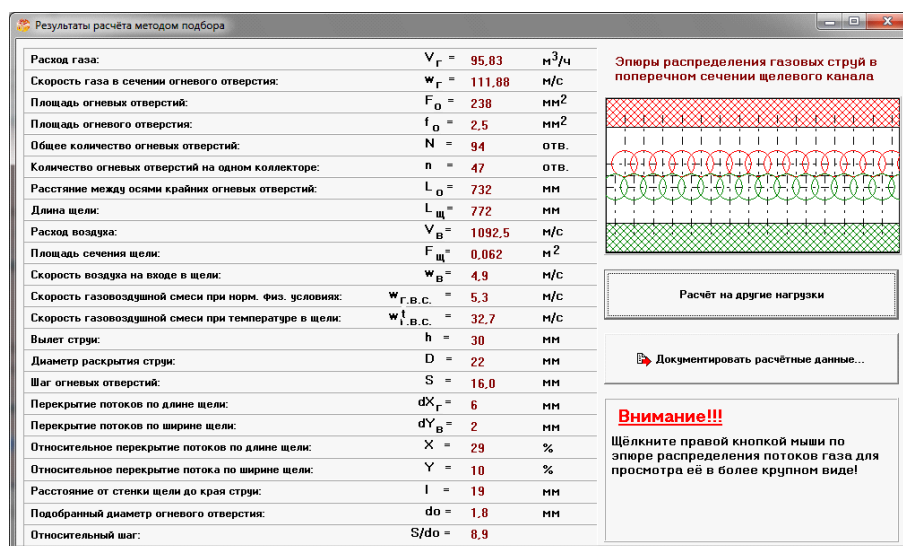 Результаты расчёта методом подбора
Расход газа: VГ = 95,83 м3/ч
Скорость газа в сечении огневого отверстия: wГ = 111,88 м/с
Площадь огневых отверстий: Fo = 238 мм2
Площадь огневого отверстия: fo = 2,5 мм2
Общее количество огневых отверстий: N = 94 отв.
Количество огневых отверстий на одном коллекторе: n = 47 отв.
Расстяние между осями крайних огневых отверстий: Lo = 732 мм
Длина щели: Lщ = 772 мм
Расход воздуха: VВ = 1092,5 м/с
Площадь сечения щели: Fщ = 0,062 м2
Скорость воздуха на входе в щели: wВ = 4,9 м/с
Скорость газовоздушной смеси при норм. физ. условиях: wГ.В.С. = 5,3 м/с
Скорость газовоздушной смеси при температуре в щели: wtГ.В.С. = 32,7 м/с
Вылет струи: h = 30 мм
Диаметр раскрытия струи: D = 22 мм
Шаг огневых отверстий: S = 16,0 мм
Перекрытие потоков по длине щели: dXГ = 6 мм
Перекрытие потоков по ширине щели: dYВ = 2 мм
Относительное перекрытие потоков по длине щели: X = 29 %
Относительное перекрытие потока по ширине щели: Y = 10 %
Расстояние от стенки щели до края струи: l = 19 мм
Подобранный диаметр огневого отверстия: do = 1,8 мм
Относительный шаг: S/do = 8,9
Эпюры распределения газовых струй в
поперечном сечении щелевого канала
Расчёт на другие нагрузки
Документировать расчётные данные...
Внимание!!!
Щёлкните правой кнопкой мыши по
эпюре распределения потоков газа для
просмотра её в более крупном виде!